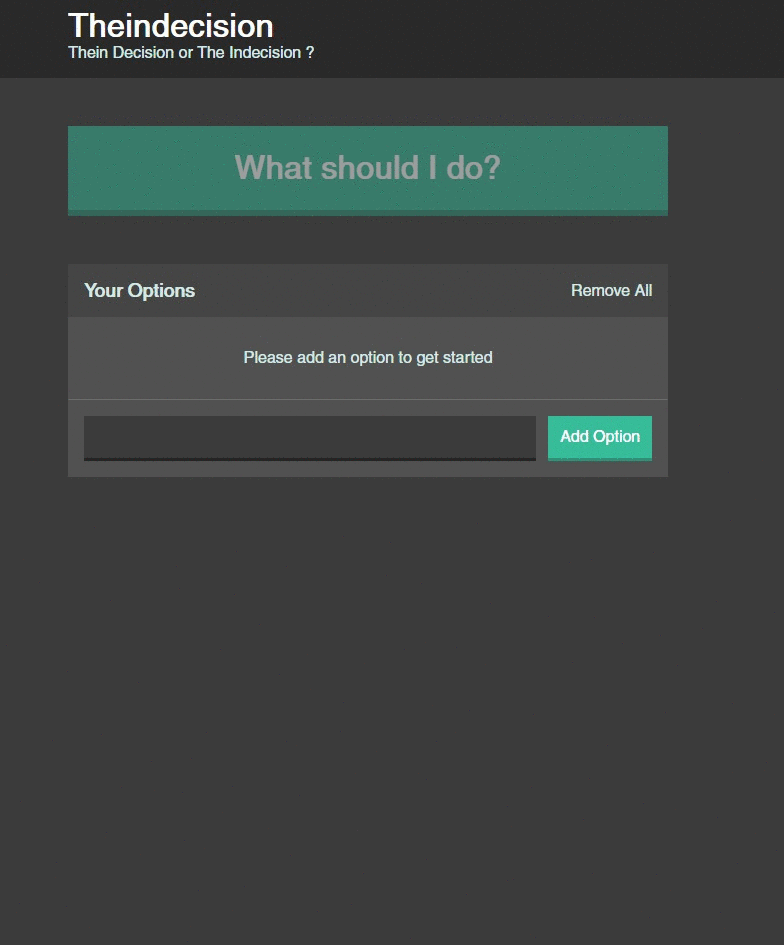 Theindecision
Thein Decision or The Indecision ?
What should I do?
Your Options
Remove All
Please add an option to get started
Add Option